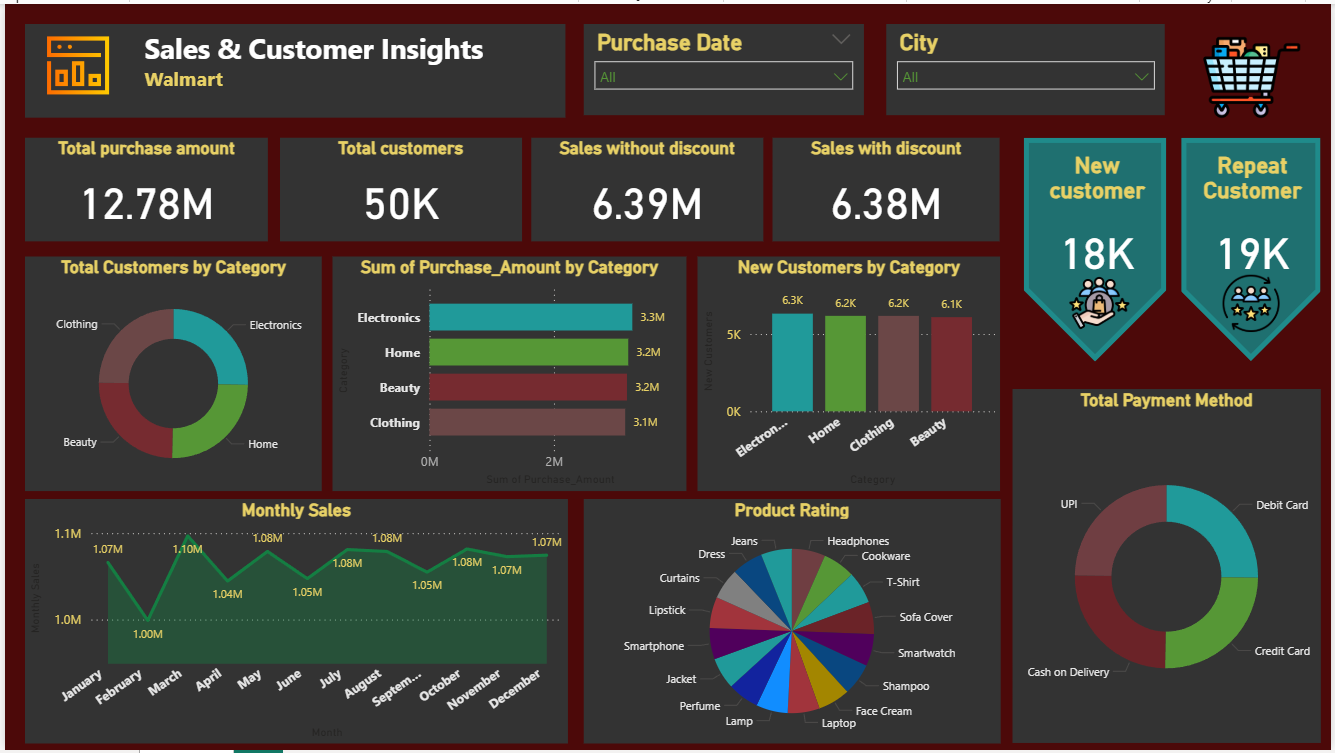 Sales & Customer Insights
Walmart
Purchase Date
All
City
All
Total purchase amount
12.78M
Total customers
50K
Sales without discount
6.39M
Sales with discount
6.38M
New
customer
18K
Repeat
Customer
19K
Total Customers by Category
Clothing
Electronics
Beauty
Home
Sum of Purchase_Amount by Category
Category
Electronics
3.3M
Home
3.2M
Beauty
3.2M
Clothing
3.1M
0M
2M
Sum of Purchase_Amount
New Customers by Category
New Customers
5K
0K
6.3K
6.2K
6.2K
6.1K
Electron...
Home
Clothing
Beauty
Category
Total Payment Method
UPI
Debit Card
Cash on Delivery
Credit Card
Monthly Sales
Monthly Sales
1.1M
1.0M
1.07M
1.00M
1.10M
1.04M
1.08M
1.05M
1.08M
1.08M
1.05M
1.08M
1.07M
1.07M
January
February
March
April
May
June
July
August
Septem...
October
November
December
Month
Product Rating
Jeans
Headphones
Dress
Cookware
Curtains
T-Shirt
Lipstick
Sofa Cover
Smartphone
Smartwatch
Jacket
Shampoo
Perfume
Face Cream
Lamp
Laptop